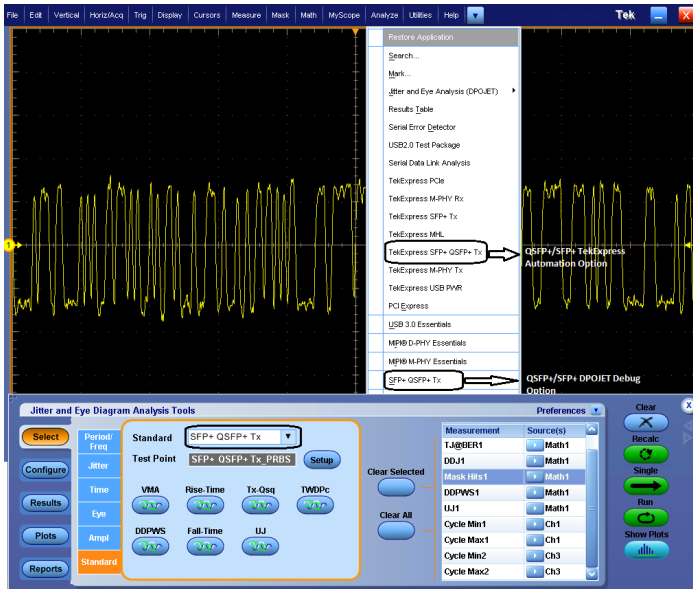 File Edit Vertical Horiz/Acq Trig Display Cursors Measure Mask Math MyScope Analyze Utilities Help Tek X
Restore Application
Search...
Mark...
Jitter and Eye Analysis (DPOJET)
Results Table
Serial Error Detector
USB2.0 Test Package
Serial Data Link Analysis
TekExpress PCIe
TekExpress M-PHY Rx
TekExpress SFP+ Tx
TekExpress MHL
TekExpress SFP+ QSFP+ Tx
TekExpress M-PHY Tx
TekExpress USB PWR
PCI Express
USB 3.0 Essentials
MIPI® D-PHY Essentials
MIPI® M-PHY Essentials
SFP+ QSFP+ Tx
QSFP+/SFP+ TekExpress
Automation Option
QSFP+/SFP+ DPOJET Debug
Option
1
Jitter and Eye Diagram Analysis Tools
Preferences
X
Select
Configure
Results
Plots
Reports
Period/
Freq
Jitter
Time
Eye
Ampl
Standard
Standard SFP+ QSFP+ Tx
Test Point SFP+ QSFP+ Tx_PRBS Setup
VMA Rise-Time Tx-Qsq TWDPc
DDPWS Fall-Time UJ
Clear Selected
Clear All
Measurement Source(s)
TJ@BER1 Math1
DDJ1 Math1
Mask Hits1 Math1
DDPWS1 Math1
UJ1 Math1
Cycle Min1 Ch1
Cycle Max1 Ch1
Cycle Min2 Ch3
Cycle Max2 Ch3
Clear
Recalc
Single
Run
Show Plots